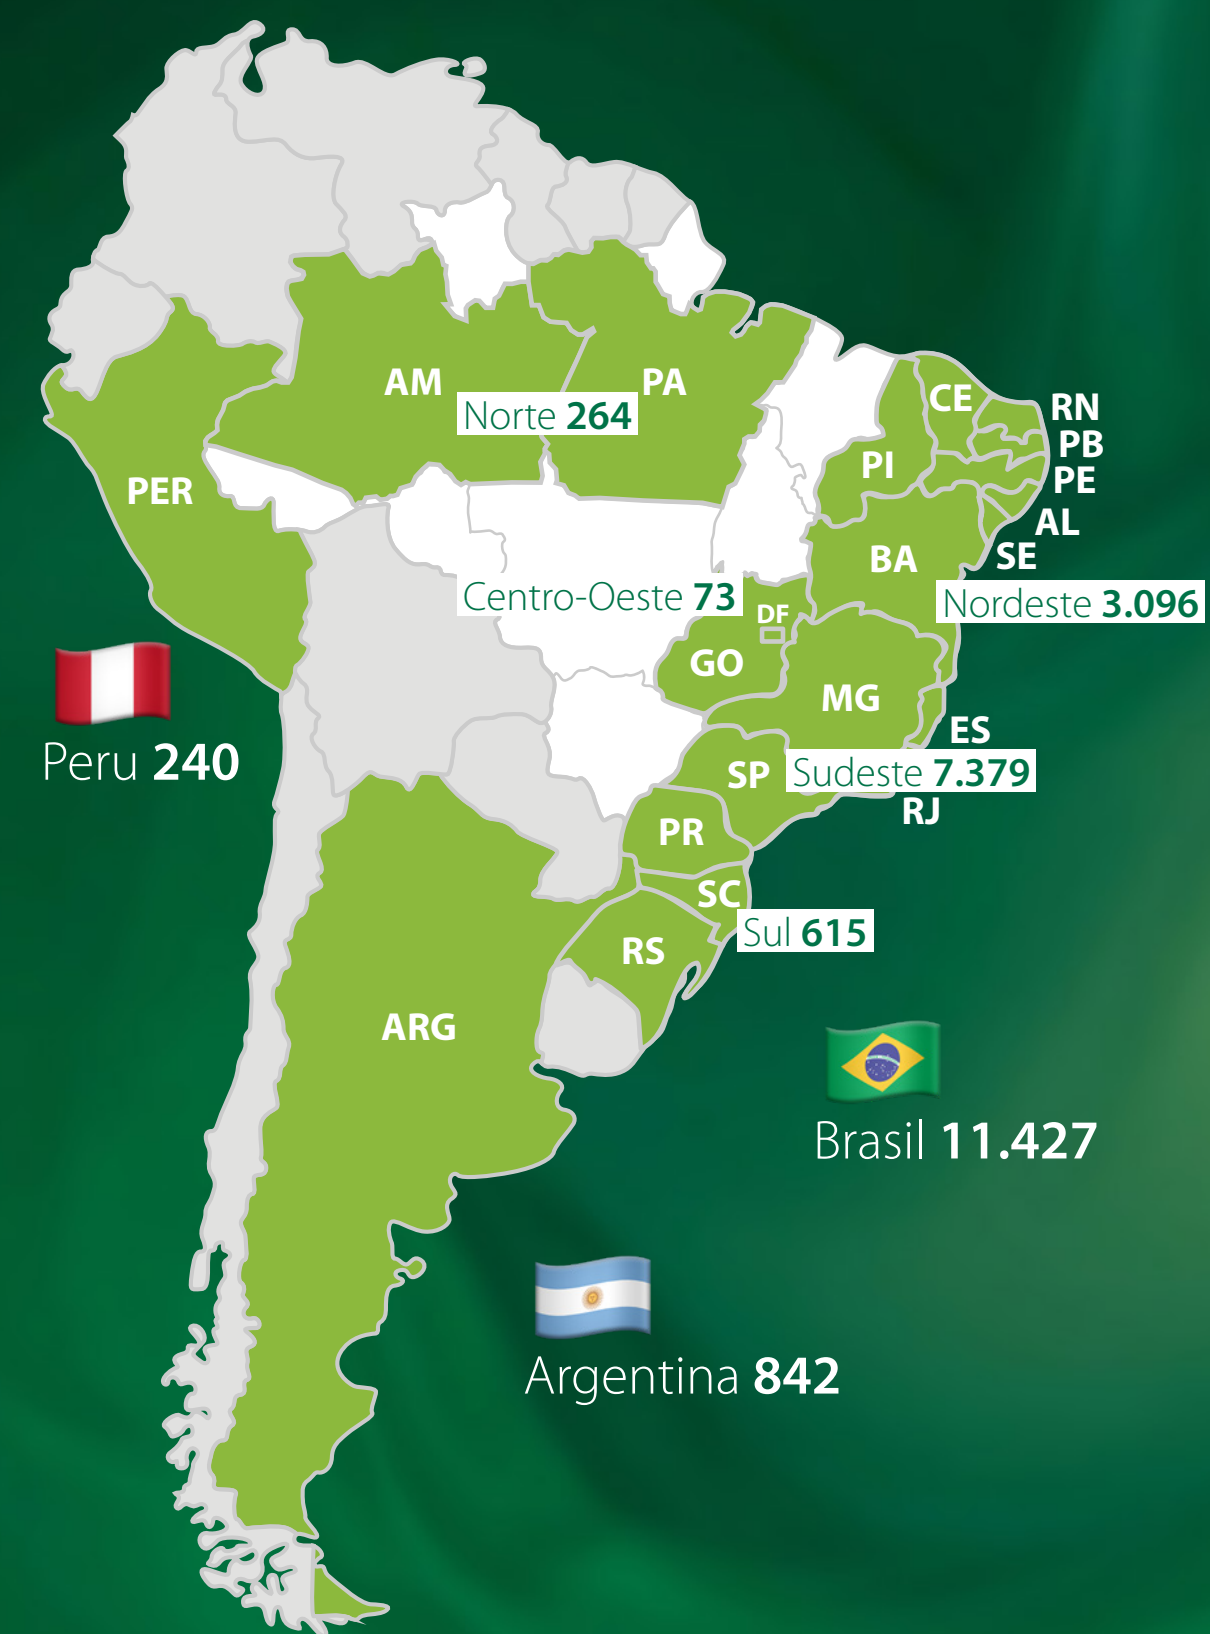 AM
PA
Norte 264
CE
RN
PB
PI
PE
PER
AL
BA
SE
Centro-Oeste 73
Nordeste 3.096
DF
GO
MG
ES
Peru 240
SP
Sudeste 7.379
RJ
PR
SC
Sul 615
RS
ARG
Brasil 11.427
Argentina 842